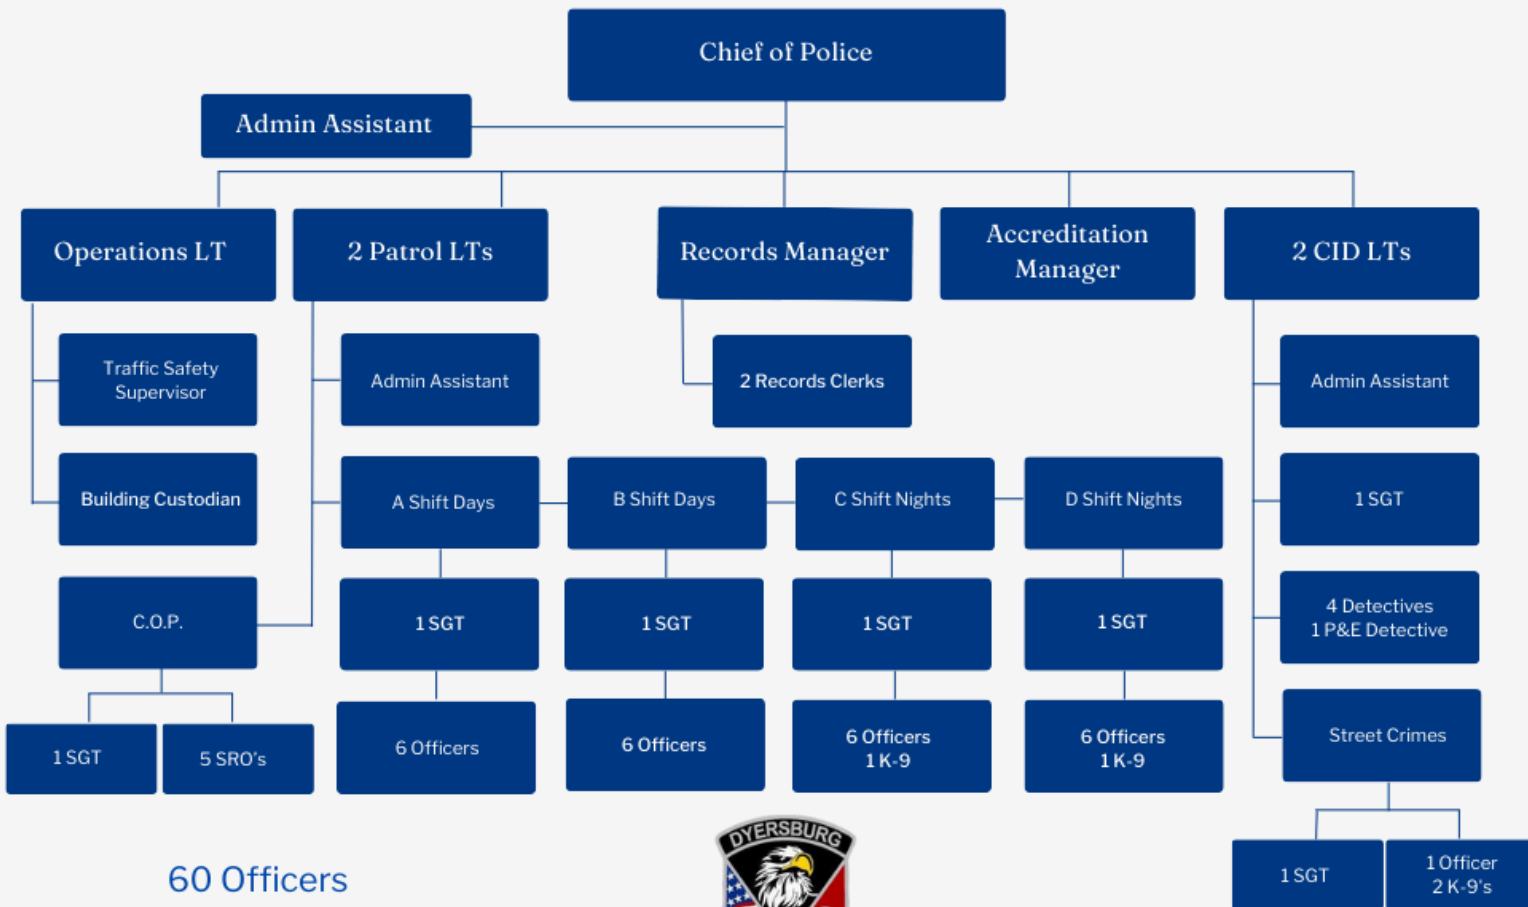 Chief of Police
Admin Assistant
Operations LT
2 Patrol LTs
Records Manager
Accreditation
Manager
2 CID LTs
Traffic Safety
Supervisor
Admin Assistant
2 Records Clerks
Admin Assistant
Building Custodian
A Shift Days
B Shift Days
C Shift Nights
D Shift Nights
1 SGT
C.O.P.
1 SGT
1 SGT
1 SGT
1 SGT
4 Detectives
1 P&E Detective
1 SGT
5 SRO's
6 Officers
6 Officers
6 Officers
1 K-9
6 Officers
1 K-9
Street Crimes
1 SGT
1 Officer
2 K-9's
60 Officers
DYERSBURG